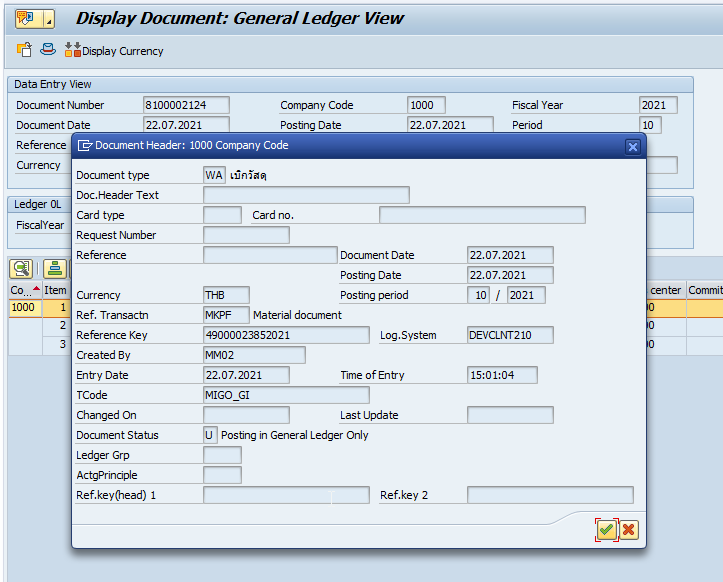 Display Document: General Ledger View
Display Currency
Data Entry View
Document Number 8100002124 Company Code 1000 Fiscal Year 2021
Document Date 22.07.2021 Posting Date 22.07.2021 Period 10
Reference
Currency
Ledger 0L
FiscalYear
Co... Item
center Commit
1000 1
2
3
Document Header: 1000 Company Code
Document type WA เบิกวัสดุ
Doc.Header Text
Card type Card no.
Request Number
Reference Document Date 22.07.2021
Posting Date 22.07.2021
Currency THB Posting period 10 / 2021
Ref. Transactn MKPF Material document
Reference Key 49000023852021 Log.System DEVCLNT210
Created By MM02
Entry Date 22.07.2021 Time of Entry 15:01:04
TCode MIGO_GI
Changed On Last Update
Document Status U Posting in General Ledger Only
Ledger Grp
ActgPrinciple
Ref.key(head) 1 Ref.key 2